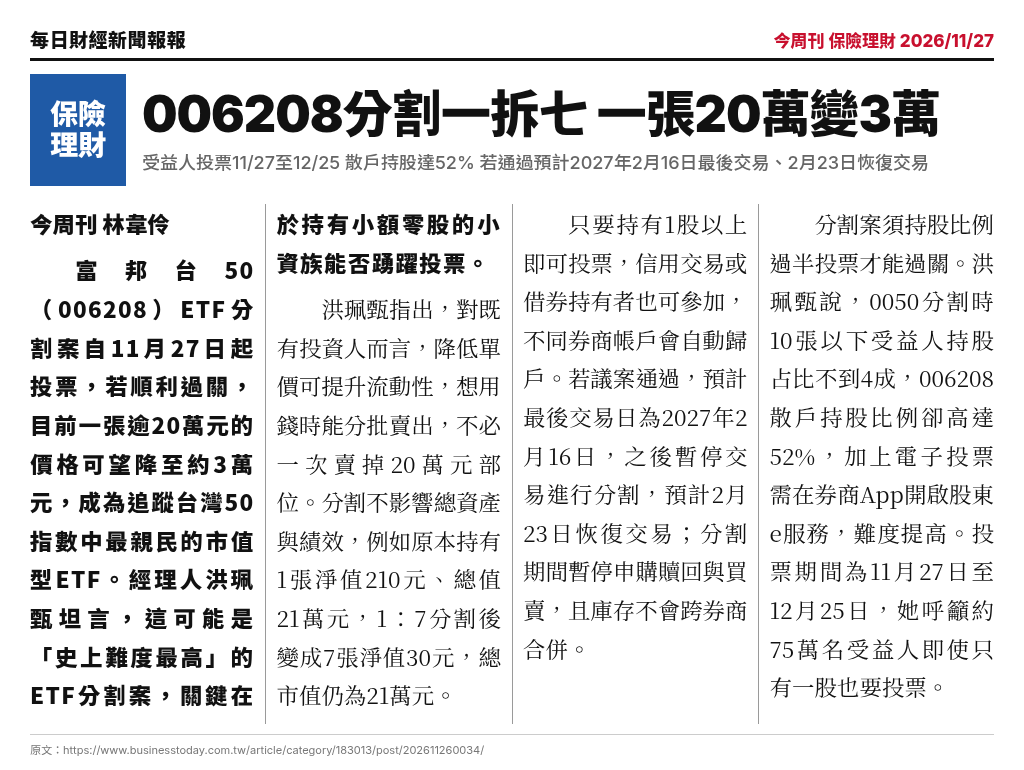 每日財經新聞報報
今周刊 保險理財 2026/11/27
保險
理財
006208分割一拆七 一張20萬變3萬
受益人投票11/27至12/25 散戶持股達52% 若通過預計2027年2月16日最後交易、2月23日恢復交易
今周刊 林韋伶
富邦台50
（006208）ETF分
割案自11月27日起
投票，若順利過關，
目前一張逾20萬元的
價格可望降至約3萬
元，成為追蹤台灣50
指數中最親民的市值
型ETF。經理人洪珮
甄坦言，這可能是
「史上難度最高」的
ETF分割案，關鍵在
於持有小額零股的小
資族能否踴躍投票。
洪珮甄指出，對既
有投資人而言，降低單
價可提升流動性，想用
錢時能分批賣出，不必
一次賣掉20萬元部
位。分割不影響總資產
與績效，例如原本持有
1張淨值210元、總值
21萬元，1：7分割後
變成7張淨值30元，總
市值仍為21萬元。
只要持有1股以上
即可投票，信用交易或
借券持有者也可參加，
不同券商帳戶會自動歸
戶。若議案通過，預計
最後交易日為2027年2
月16日，之後暫停交
易進行分割，預計2月
23日恢復交易；分割
期間暫停申購贖回與買
賣，且庫存不會跨券商
合併。
分割案須持股比例
過半投票才能過關。洪
珮甄說，0050分割時
10張以下受益人持股
占比不到4成，006208
散戶持股比例卻高達
52%，加上電子投票
需在券商App開啟股東
e服務，難度提高。投
票期間為11月27日至
12月25日，她呼籲約
75萬名受益人即使只
有一股也要投票。
原文：https://www.businesstoday.com.tw/article/category/183013/post/202611260034/